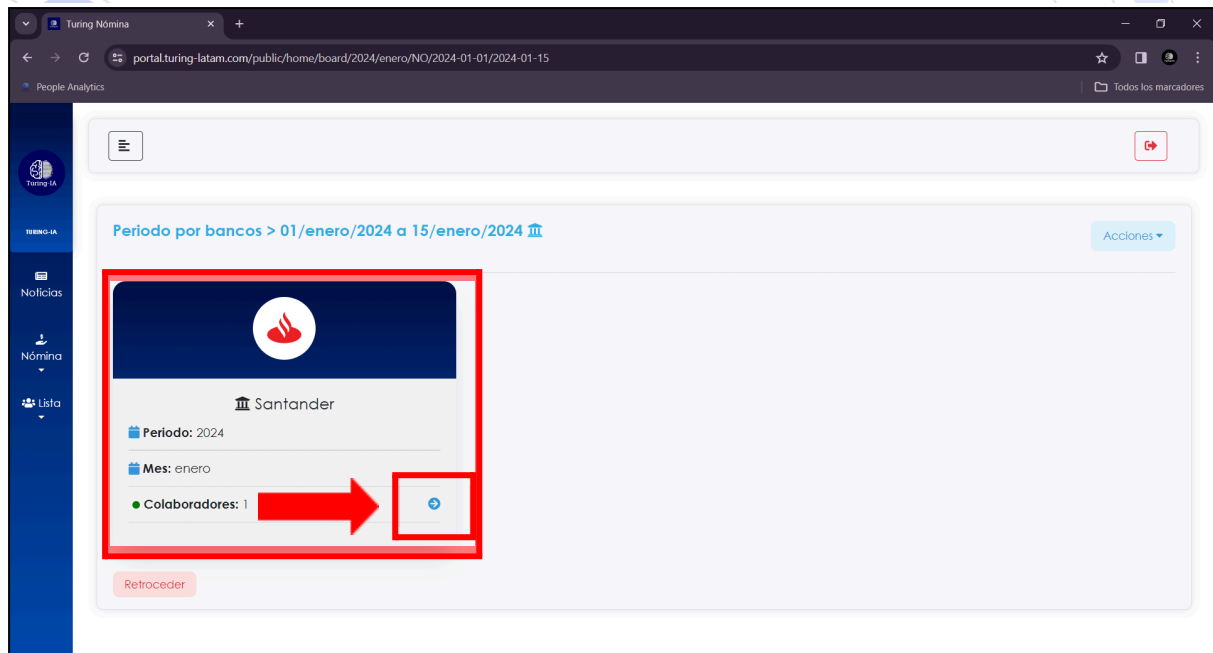 Turing Nómina
portal.turing-latam.com/public/home/board/2024/enero/NO/2024-01-01/2024-01-15
People Analytics
Todos los marcadores
Turing-IA
TURING-IA
Noticias
Nómina
Lista
Periodo por bancos > 01/enero/2024 a 15/enero/2024
Acciones
Santander
Periodo: 2024
Mes: enero
Colaboradores: 1
Retroceder